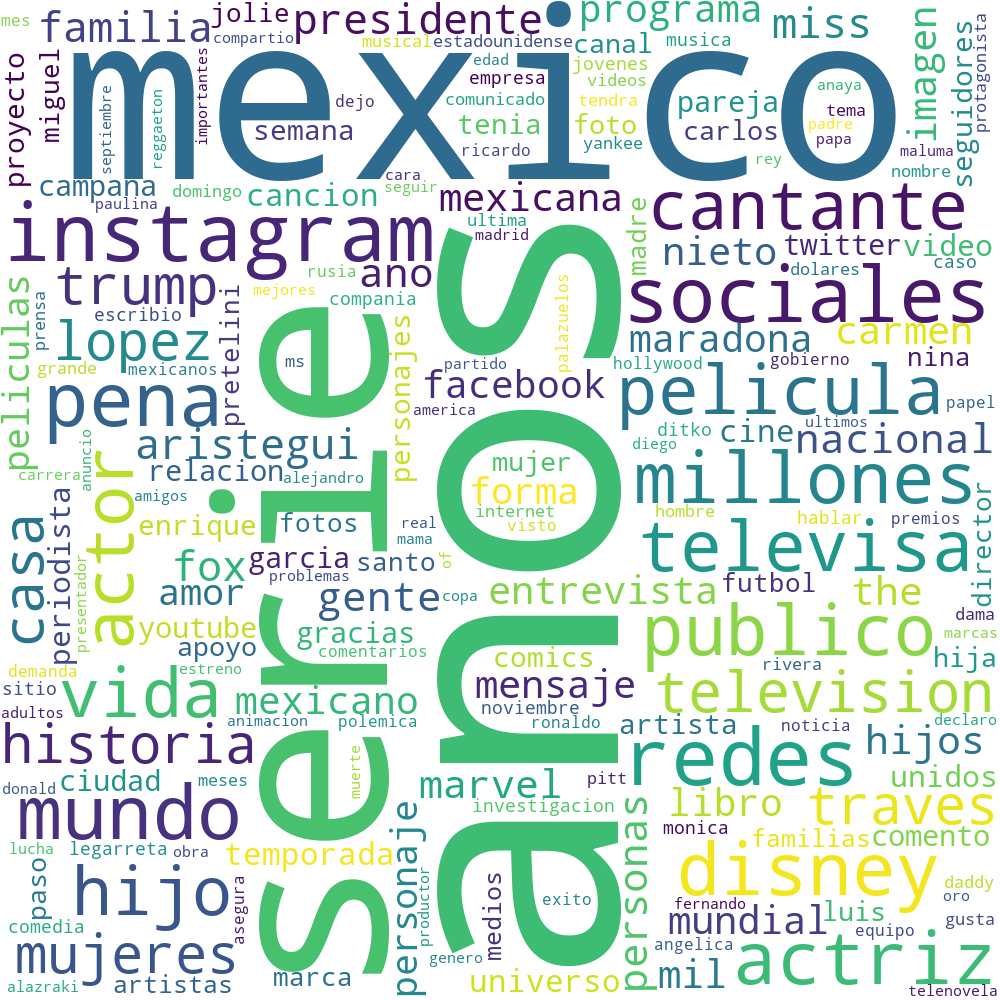 mes
familia
jolie
compartio
presidente
musical
estadounidense
programa
canal
musica
miss
imagen
seguidores
protagonista
proyecto
miguel
septiembre
reggaeton
importantes
mexico
dejo
semana
edad
empresa
comunicado
tenia
ricardo
jovenes
videos
tendra
foto
yankee
pareja
carlos
anaya
tema
padre
papa
rey
maluma
nombre
campana
paulina
domingo
cancion
cara
seguir
mexicana
ultima
madrid
madre
cantante
nieto
twitter
video
dolares
caso
instagram
ano
rusia
mejores
compania
trump
escribio
peliculas
prensa
lopez
grande
mexicanos
pretelini
series
ms
personajes
partido
palazuelos
anos
hollywood
sociales
maradona
carmen
gobierno
nina
facebook
america
pelicula
papel
ultimos
pena
aristegui
relacion
alejandro
mujer
forma
internet
visto
diego
ditko
cine
nacional
carrera
anuncio
actor
amigos
casa
periodista
presentador
enrique
fotos
real
mama
of
millones
hombre
hablar
premios
director
fox
garcia
problemas
santo
copa
televisa
amor
gente
entrevista
futbol
the
dama
marcas
youtube
apoyo
gracias
comentarios
publico
hija
rivera
demanda
sitio
adultos
estreno
vida
mexicano
comics
mensaje
noviembre
television
animacion
polemica
ronaldo
artista
noticia
declaro
historia
muerte
redes
hijos
donald
ciudad
meses
marvel
pitt
unidos
mundo
investigacion
personas
libro
traves
monica
familias
comento
lucha
legarreta
obra
temporada
personaje
productor
disney
daddy
paso
hijo
asegura
medios
exito
fernando
oro
comedia
mundial
luis
equipo
gusta
mujeres
genero
angelica
actriz
alazraki
artistas
marca
universo
mil
telenovela